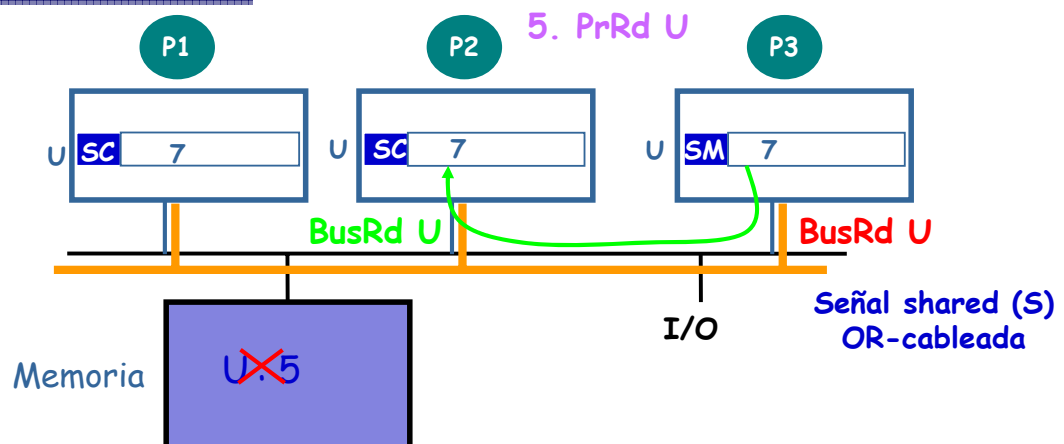 5. PrRd U
P1
P2
P3
U SC 7
U SC 7
U SM 7
BusRd U
BusRd U
Señal shared (S)
OR-cableada
I/O
Memoria
U: 5